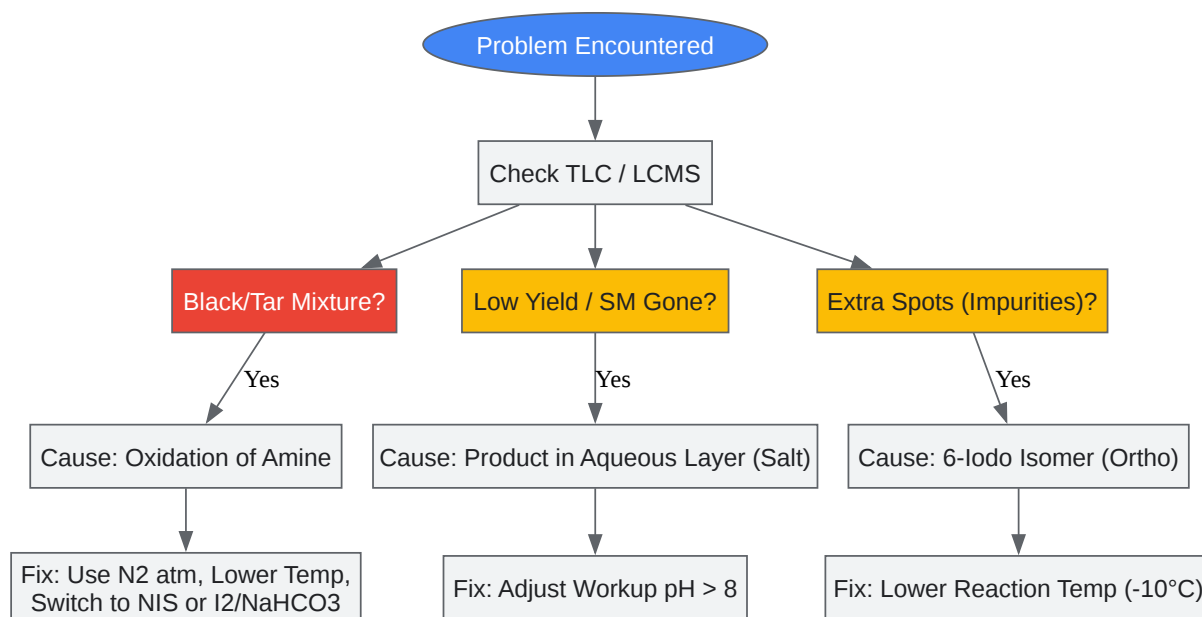 Problem Encountered
Check TLC / LCMS
Black/Tar Mixture?
Low Yield / SM Gone?
Extra Spots (Impurities)?
Yes
Yes
Yes
Cause: Oxidation of Amine
Cause: Product in Aqueous Layer (Salt)
Cause: 6-Iodo Isomer (Ortho)
Fix: Use N2 atm, Lower Temp,
Switch to NIS or I2/NaHCO3
Fix: Adjust Workup pH > 8
Fix: Lower Reaction Temp (-10°C)